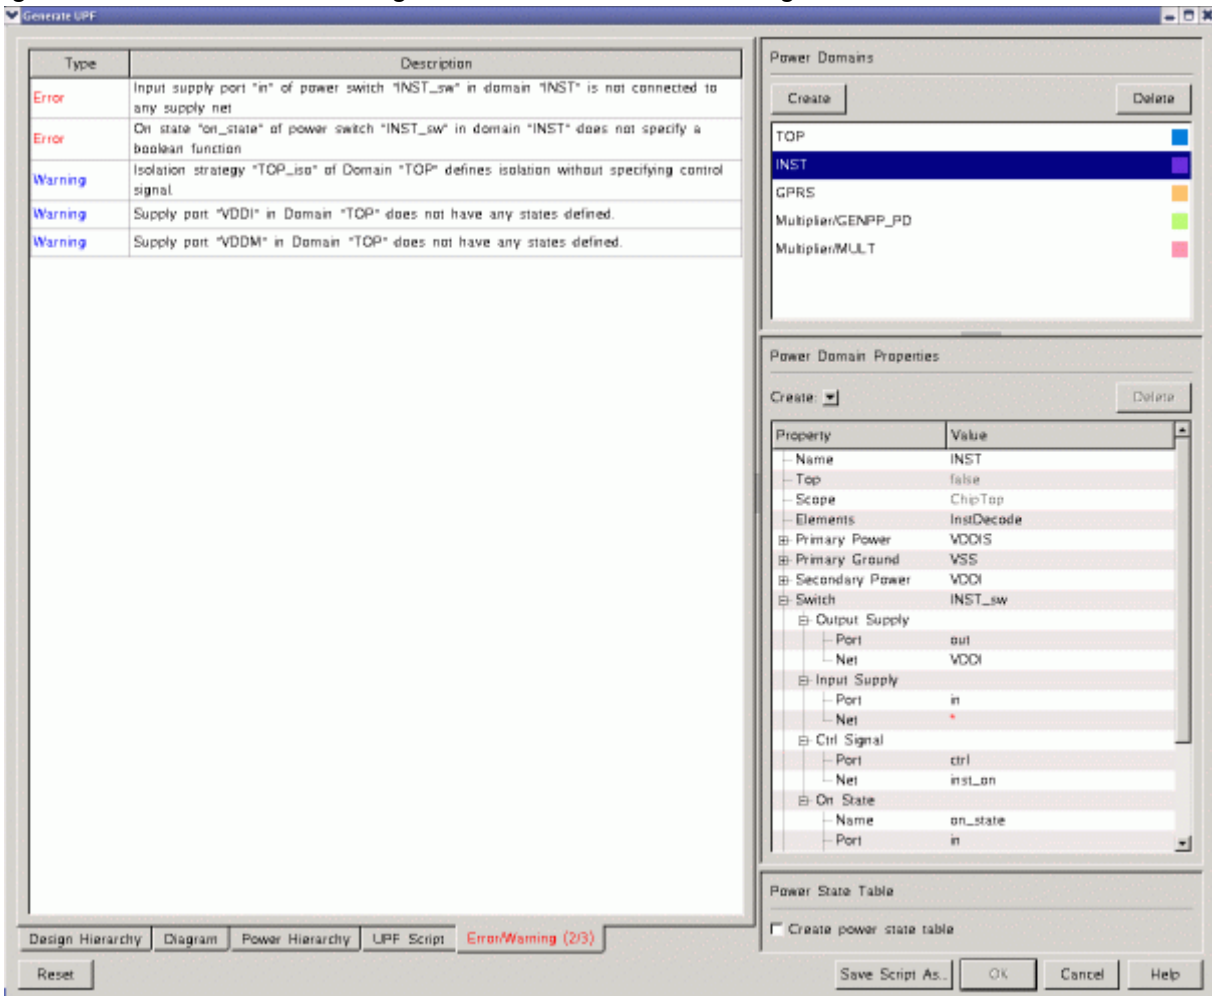 Generate UPF
Type Description
Error Input supply port "in" of power switch "INST_sw" in domain "INST" is not connected to
any supply net
Error On state "on_state" of power switch "INST_sw" in domain "INST" does not specify a
boolean function
Warning Isolation strategy "TOP_iso" of Domain "TOP" defines isolation without specifying control
signal.
Warning Supply port "VDDI" in Domain "TOP" does not have any states defined.
Warning Supply port "VDDM" in Domain "TOP" does not have any states defined.
Design Hierarchy Diagram Power Hierarchy UPF Script Error/Warning (2/3)
Reset
Power Domains
Create Delete
TOP
INST
GPRS
Multiplier/GENPP_PD
Multiplier/MULT
Power Domain Properties
Create: Delete
Property Value
Name INST
Top false
Scope ChipTop
Elements InstDecode
Primary Power VDDIS
Primary Ground VSS
Secondary Power VDDI
Switch INST_sw
Output Supply
Port out
Net VDDI
Input Supply
Port in
Net *
Ctrl Signal
Port ctrl
Net inst_on
On State
Name on_state
Port in
Power State Table
Create power state table
Save Script As... OK Cancel Help